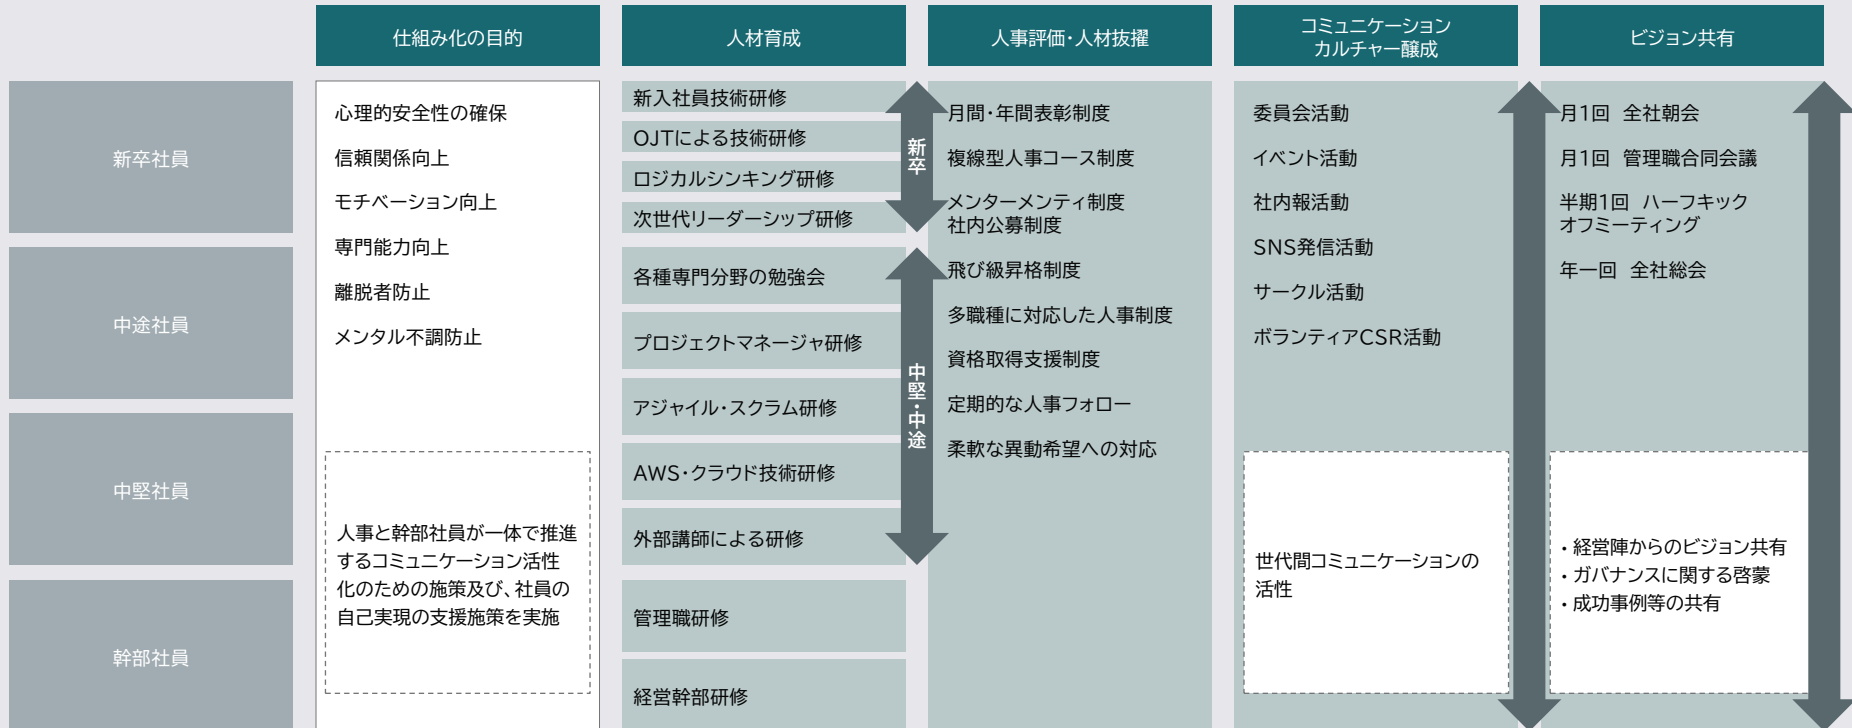 仕組み化の目的
人材育成
人事評価・人材抜擢
コミュニケーション
カルチャー醸成
ビジョン共有
新卒社員
中途社員
中堅社員
幹部社員
心理的安全性の確保
信頼関係向上
モチベーション向上
専門能力向上
離脱者防止
メンタル不調防止
人事と幹部社員が一体で推進
するコミュニケーション活性
化のための施策及び、社員の
自己実現の支援施策を実施
新入社員技術研修
OJTによる技術研修
ロジカルシンキング研修
次世代リーダーシップ研修
新卒
各種専門分野の勉強会
プロジェクトマネージャ研修
アジャイル・スクラム研修
AWS・クラウド技術研修
外部講師による研修
中堅・中途
管理職研修
経営幹部研修
月間・年間表彰制度
複線型人事コース制度
メンターメンティ制度
社内公募制度
飛び級昇格制度
多職種に対応した人事制度
資格取得支援制度
定期的な人事フォロー
柔軟な異動希望への対応
委員会活動
イベント活動
社内報活動
SNS発信活動
サークル活動
ボランティアCSR活動
世代間コミュニケーションの
活性
月1回 全社朝会
月1回 管理職合同会議
半期1回 ハーフキック
オフミーティング
年一回 全社総会
・経営陣からのビジョン共有
・ガバナンスに関する啓蒙
・成功事例等の共有